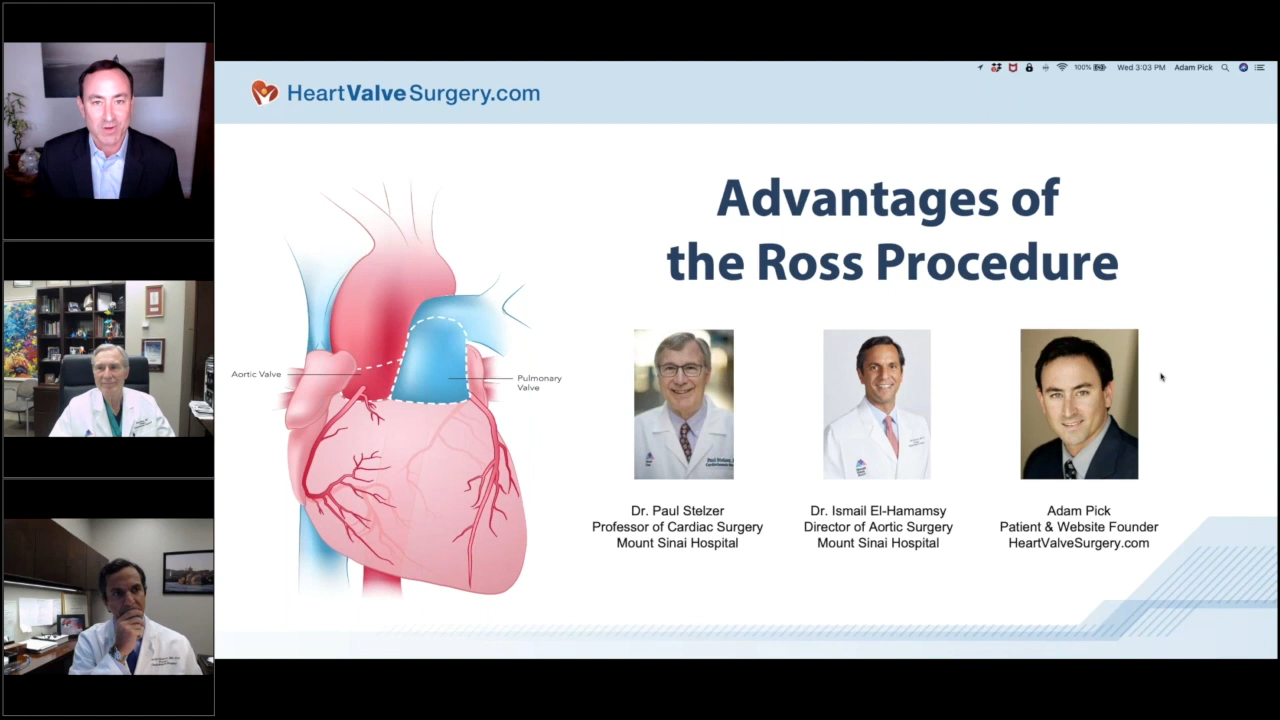 100%
Wed 3:03 PM
Adam Pick
HeartValveSurgery.com
Advantages of
the Ross Procedure
Aortic Valve
Pulmonary
Valve
Dr. Paul Stelzer
Professor of Cardiac Surgery
Mount Sinai Hospital
Dr. Ismail El-Hamamsy
Director of Aortic Surgery
Mount Sinai Hospital
Adam Pick
Patient & Website Founder
HeartValveSurgery.com